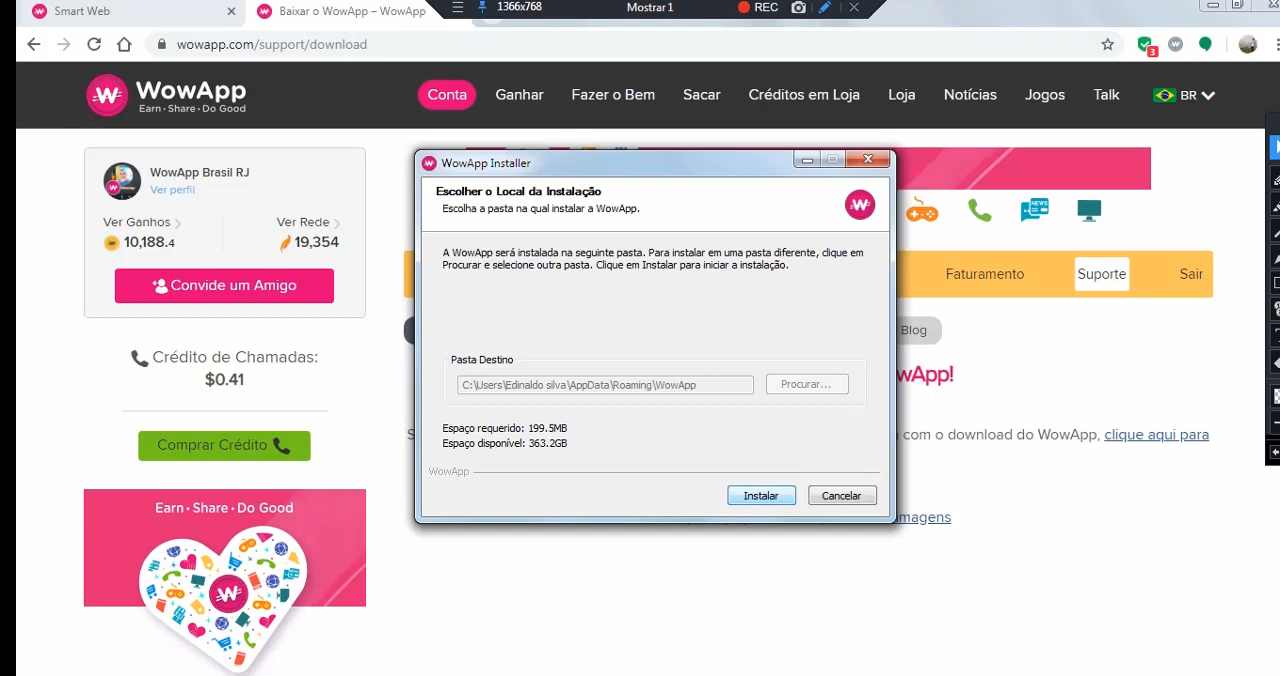 Smart Web
Baixar o WowApp – WowApp
1366x768
Mostrar1
REC
wowapp.com/support/download
3
WowApp
Earn • Share • Do Good
Conta
Ganhar
Fazer o Bem
Sacar
Créditos em Loja
Loja
Notícias
Jogos
Talk
BR
WowApp Brasil RJ
Ver perfil
Ver Ganhos
Ver Rede
10,188.4
19,354
Convide um Amigo
Crédito de Chamadas:
$0.41
Comprar Crédito
Earn • Share • Do Good
WowApp Installer
Escolher o Local da Instalação
Escolha a pasta na qual instalar a WowApp.
A WowApp será instalada na seguinte pasta. Para instalar em uma pasta diferente, clique em
Procurar e selecione outra pasta. Clique em Instalar para iniciar a instalação.
Pasta Destino
C:\Users\Edinaldo silva\AppData\Roaming\WowApp
Procurar...
Espaço requerido: 199.5MB
Espaço disponível: 363.2GB
WowApp
Instalar
Cancelar
NEWS
Faturamento
Suporte
Sair
Blog
wApp!
com o download do WowApp, clique aqui para
magens